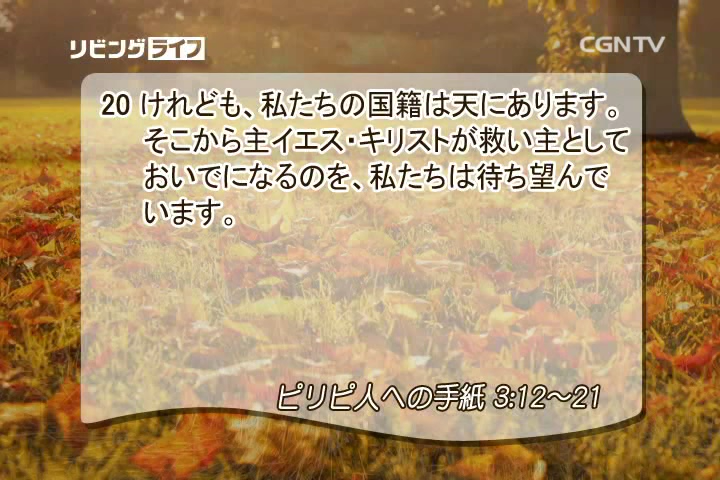 リビングライフ
CGNTV
20 けれども、私たちの国籍は天にあります。
そこから主イエス・キリストが救い主として
おいでになるのを、私たちは待ち望んで
います。
ピリピ人への手紙 3:12～21